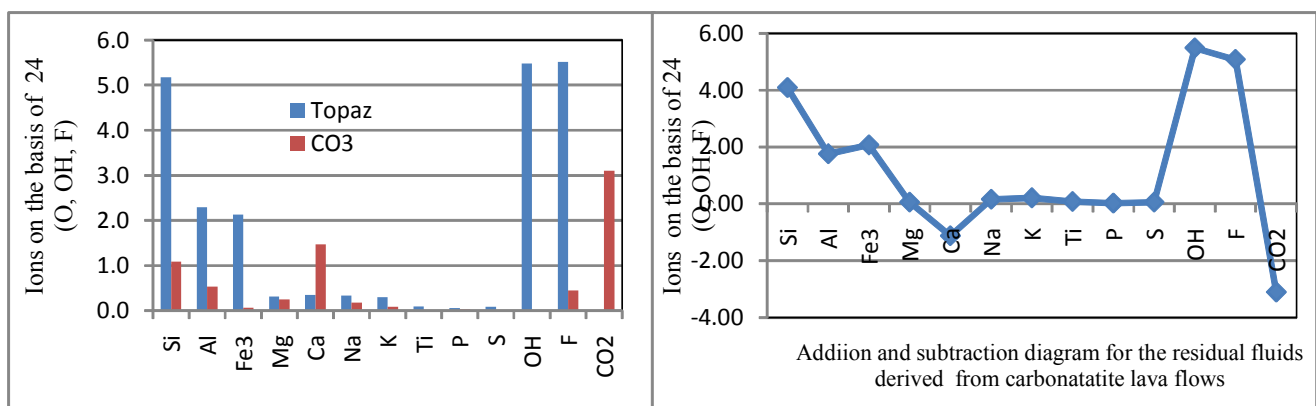 Ions on the basis of 24
(O, OH, F)
6.0
5.0
4.0
3.0
2.0
1.0
0.0
Topaz
CO3
Si
Al
Fe3
Mg
Ca
Na
K
Ti
P
S
OH
F
CO2
Ions on the basis of 24
(O, OH, F)
6.00
4.00
2.00
0.00
-2.00
-4.00
Si
Al
Fe3
Mg
Ca
Na
K
Ti
P
S
OH
F
CO2
Addiion and subtraction diagram for the residual fluids
derived from carbonatatite lava flows